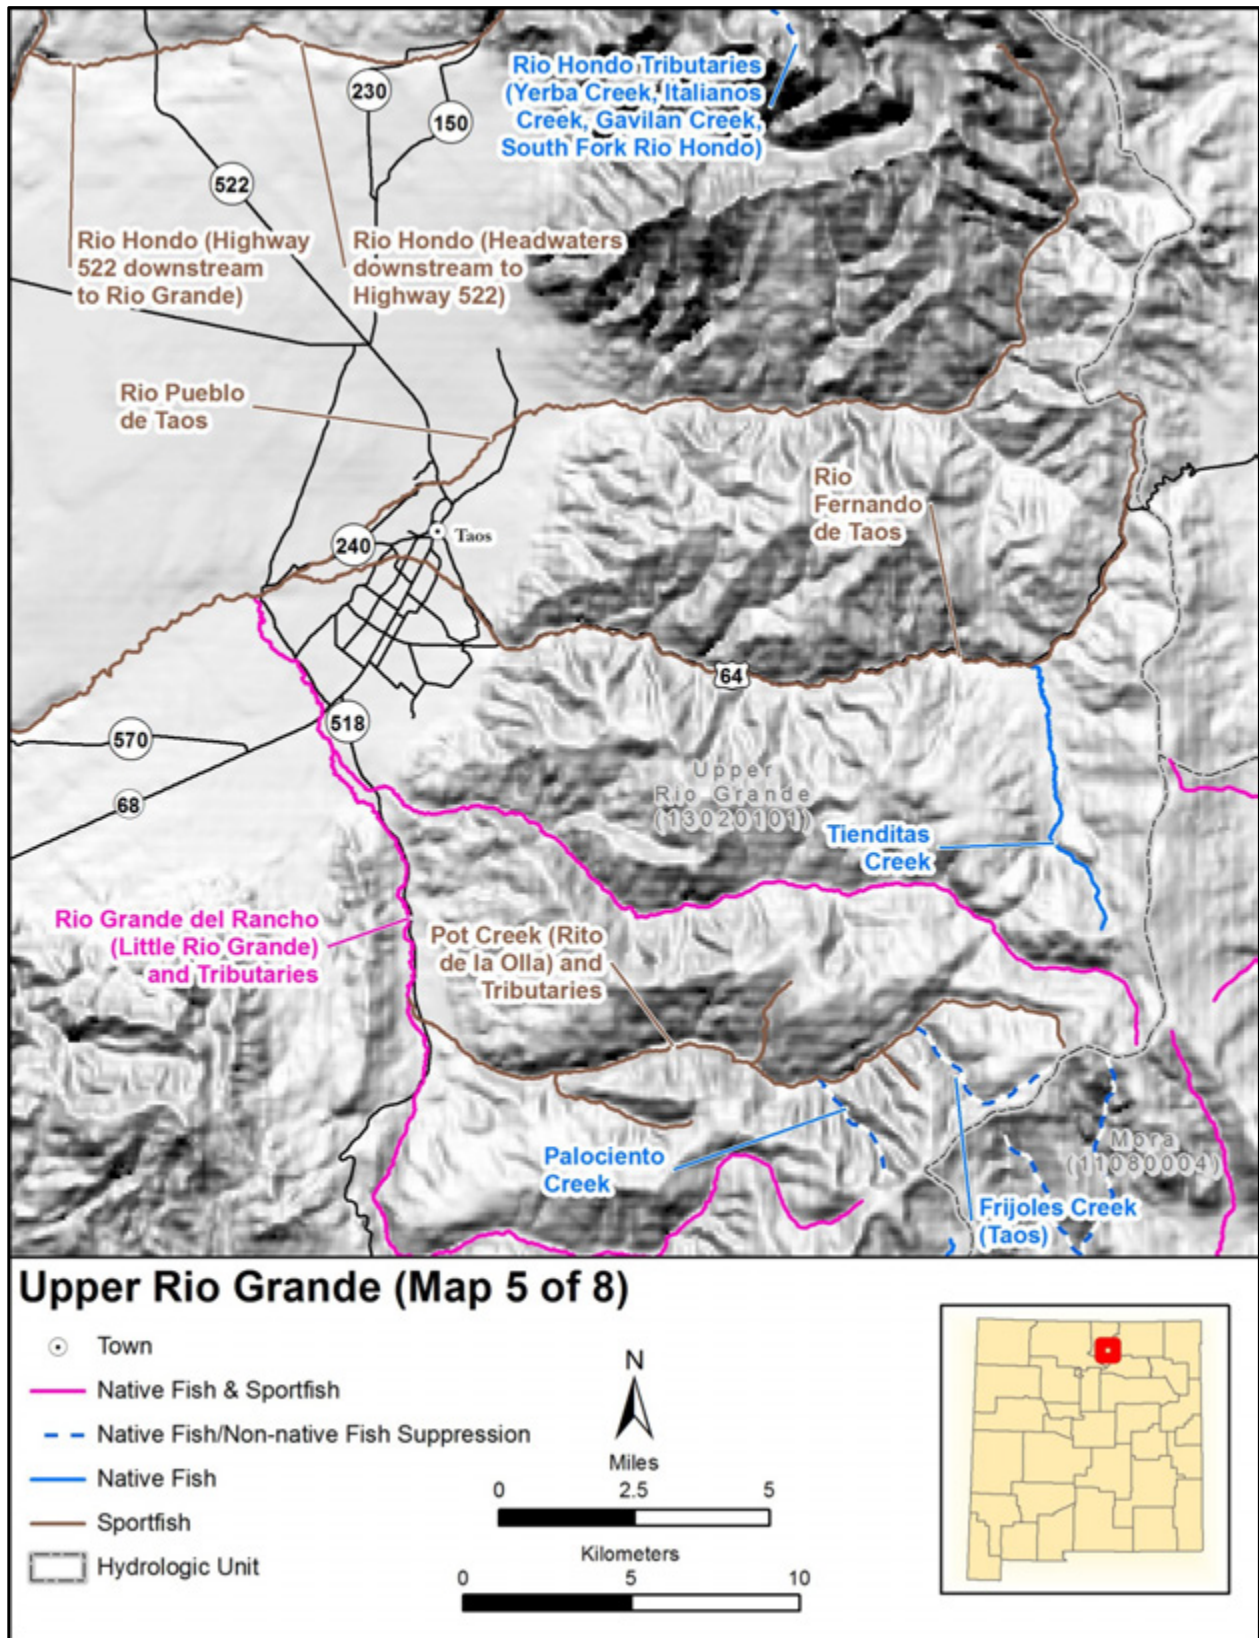 Rio Hondo Tributaries
(Yerba Creek, Italianos
Creek, Gavilan Creek,
South Fork Rio Hondo)
230
150
522
Rio Hondo (Highway
522 downstream
to Rio Grande)
Rio Hondo (Headwaters
downstream to
Highway 522)
Rio Pueblo
de Taos
Rio
Fernando
de Taos
240
Taos
64
518
570
68
Upper
Rio Grande
(13020101)
Tienditas
Creek
Rio Grande del Rancho
(Little Rio Grande)
and Tributaries
Pot Creek (Rito
de la Olla) and
Tributaries
Palociento
Creek
Mora
(11080004)
Frijoles Creek
(Taos)
Upper Rio Grande (Map 5 of 8)
Town
Native Fish & Sportfish
Native Fish/Non-native Fish Suppression
Native Fish
Sportfish
Hydrologic Unit
N
Miles
0 2.5 5
Kilometers
0 5 10